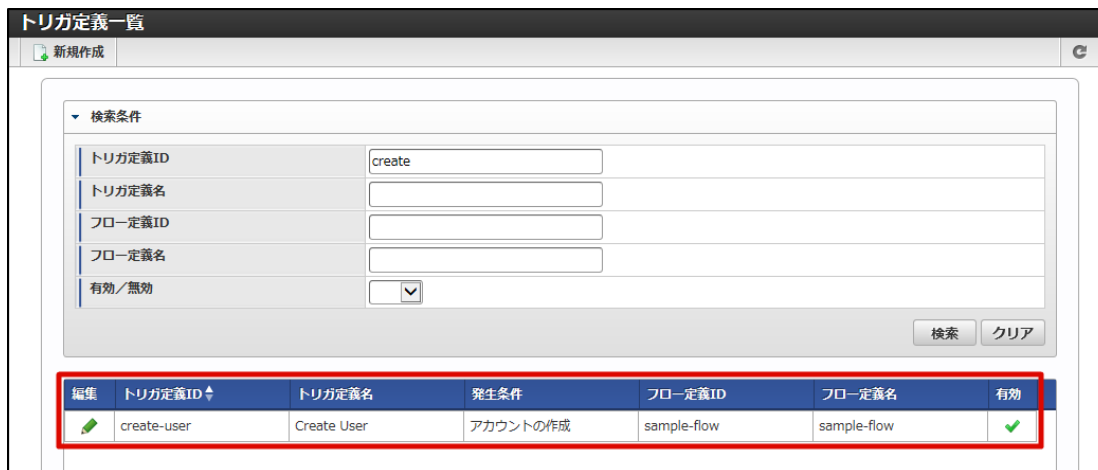 トリガ定義一覧
新規作成
検索条件
トリガ定義ID create
トリガ定義名
フロー定義ID
フロー定義名
有効／無効
検索 クリア
編集 トリガ定義ID トリガ定義名 発生条件 フロー定義ID フロー定義名 有効
create-user Create User アカウントの作成 sample-flow sample-flow